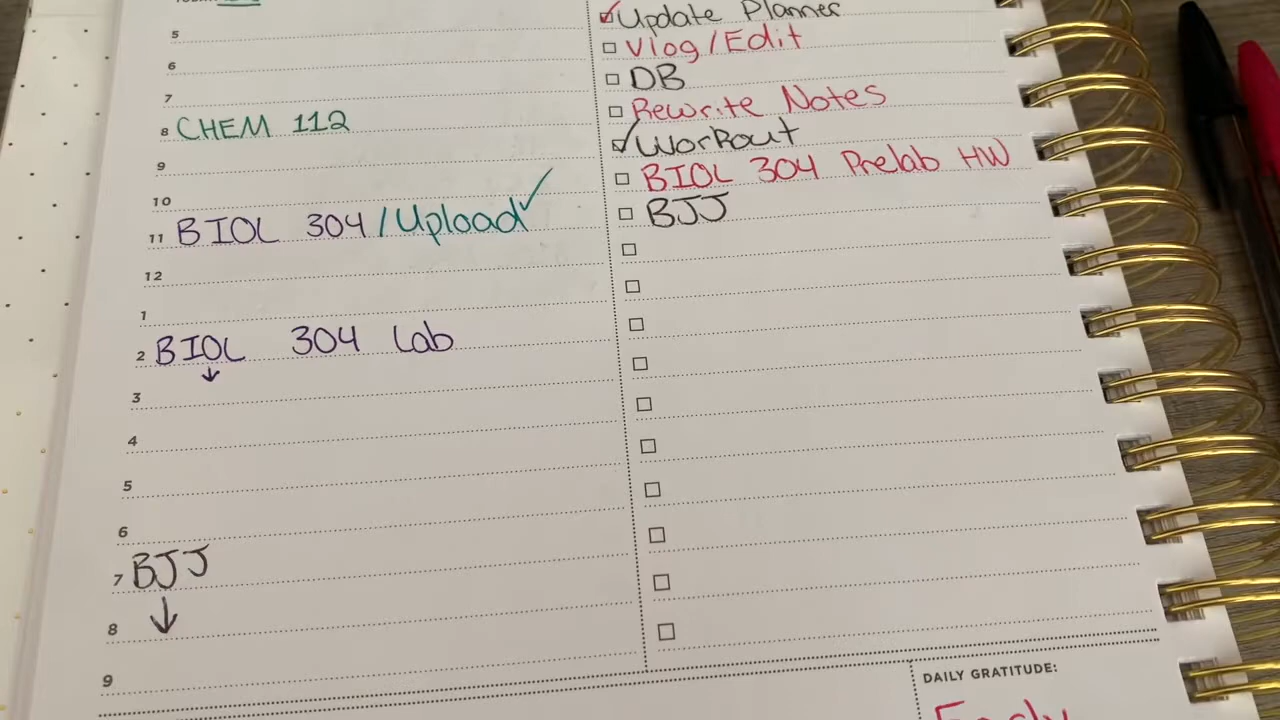 5
6
7
8 CHEM 112
9
10
11 BIOL 304/Upload
12
1
2 BIOL 304 Lab
3
4
5
6
7 BJJ
8
9
Update Planner
Vlog/Edit
DB
Rewrite Notes
Workout
BIOL 304 Prelab HW
BJJ
DAILY GRATITUDE: